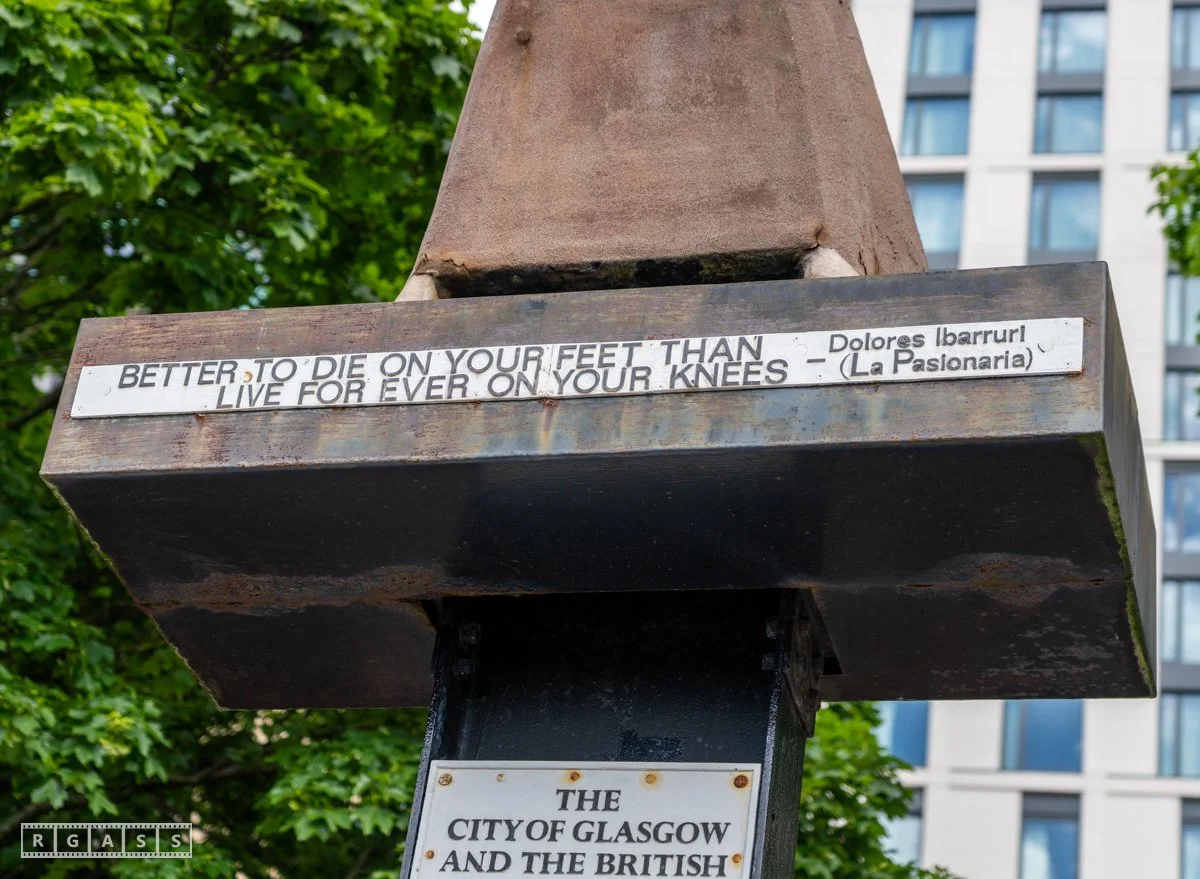 BETTER TO DIE ON YOUR FEET THAN
LIVE FOR EVER ON YOUR KNEES – Dolores Ibarruri
(La Pasionaria)
THE
CITY OF GLASGOW
AND THE BRITISH
RGASS